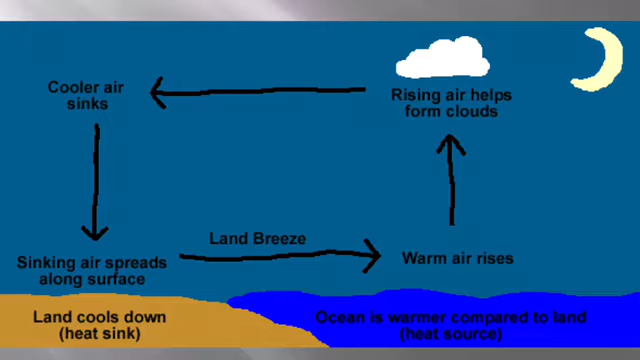 Cooler air
sinks
Rising air helps
form clouds
Land Breeze
Sinking air spreads
along surface
Warm air rises
Land cools down
(heat sink)
Ocean is warmer compared to land
(heat source)